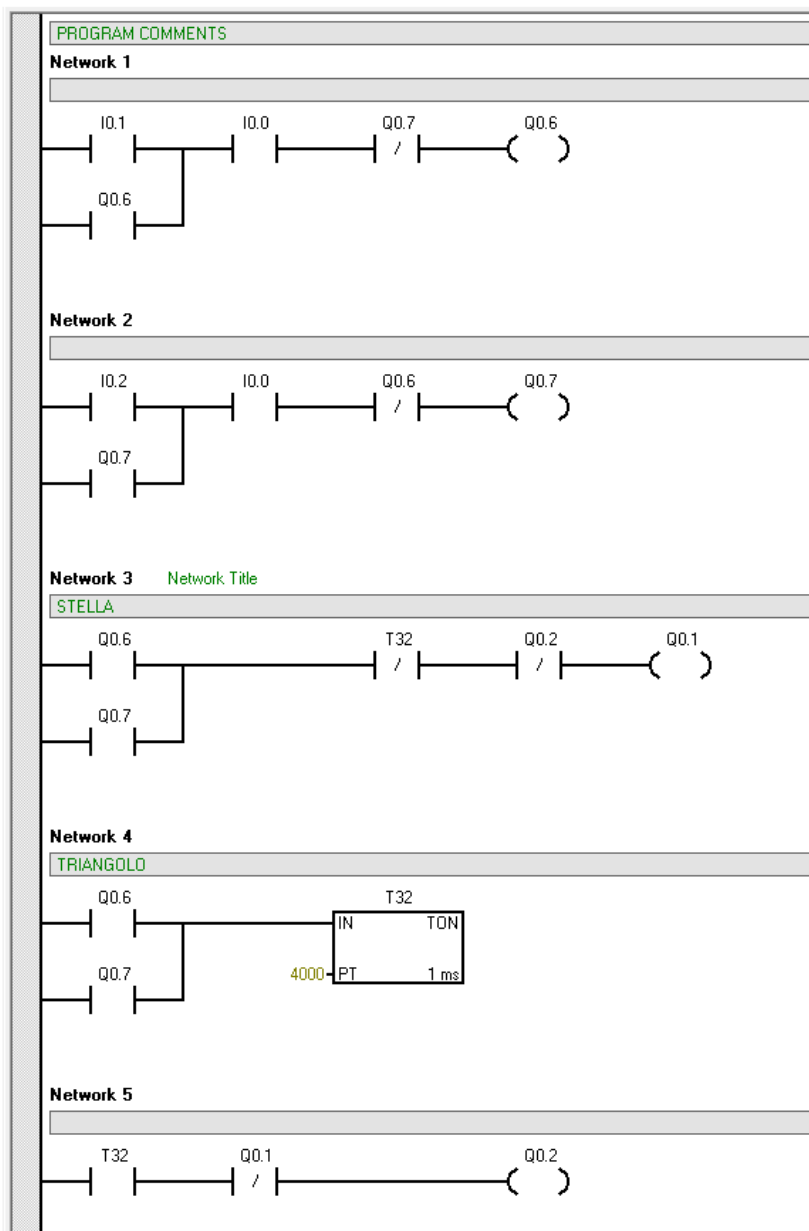 PROGRAM COMMENTS
Network 1
I0.1 I0.0 Q0.7 Q0.6
/
Q0.6
Network 2
I0.2 I0.0 Q0.6 Q0.7
/
Q0.7
Network 3 Network Title
STELLA
Q0.6 T32 Q0.2 Q0.1
/ /
Q0.7
Network 4
TRIANGOLO
Q0.6 T32
IN TON
Q0.7
4000 PT 1 ms
Network 5
T32 Q0.1 Q0.2
/